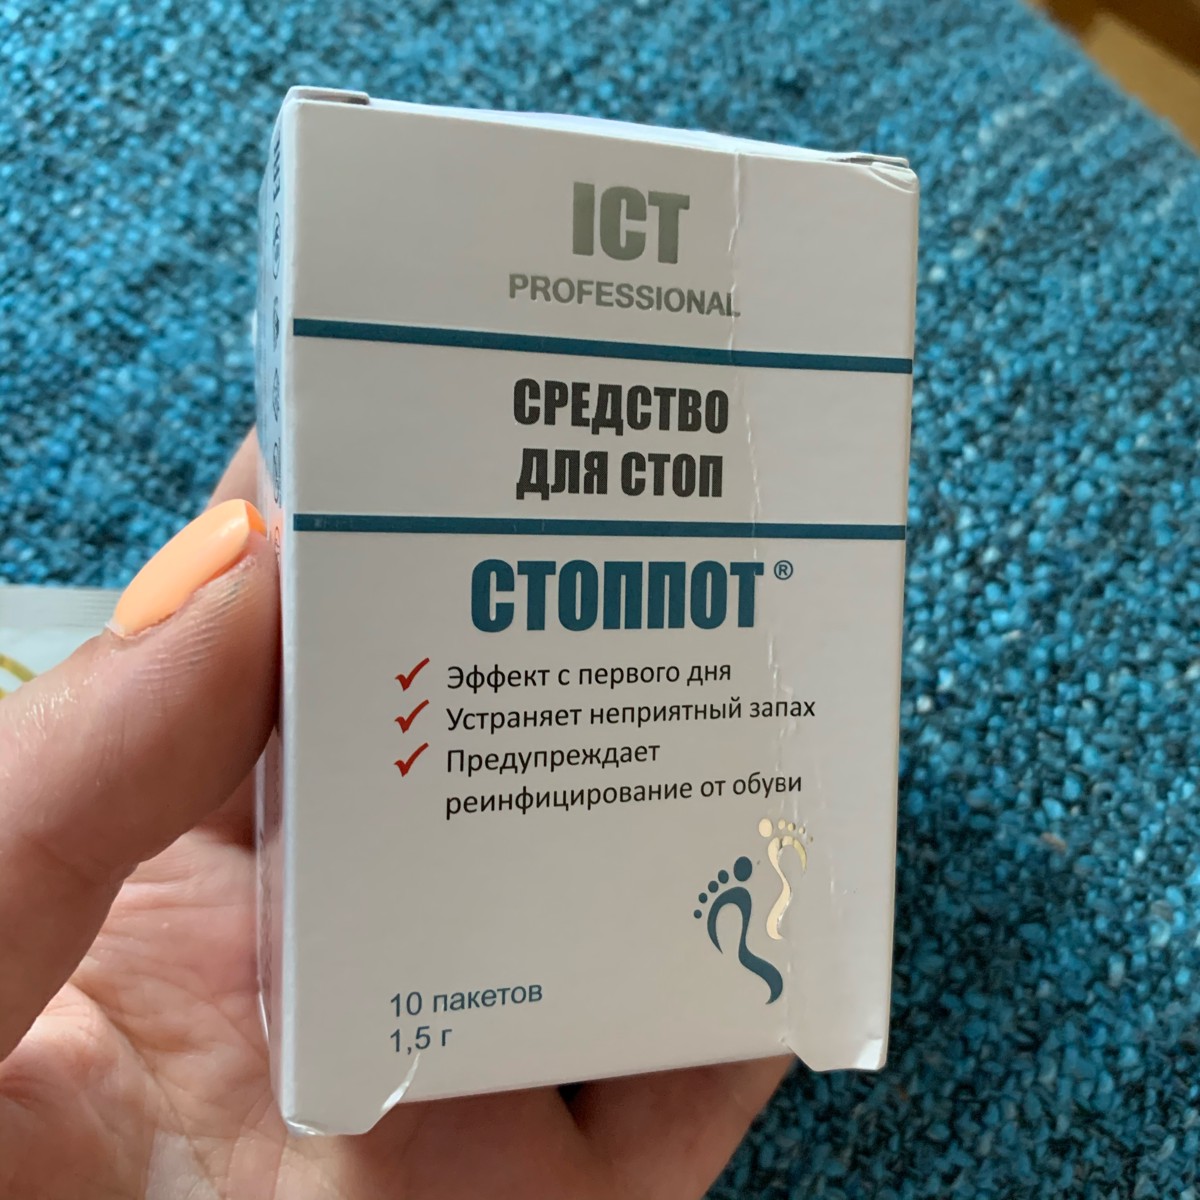 ICT
PROFESSIONAL
СРЕДСТВО
ДЛЯ СТОП
СТОППОТ®
Эффект с первого дня
Устраняет неприятный запах
Предупреждает
реинфицирование от обуви
10 пакетов
1,5 г